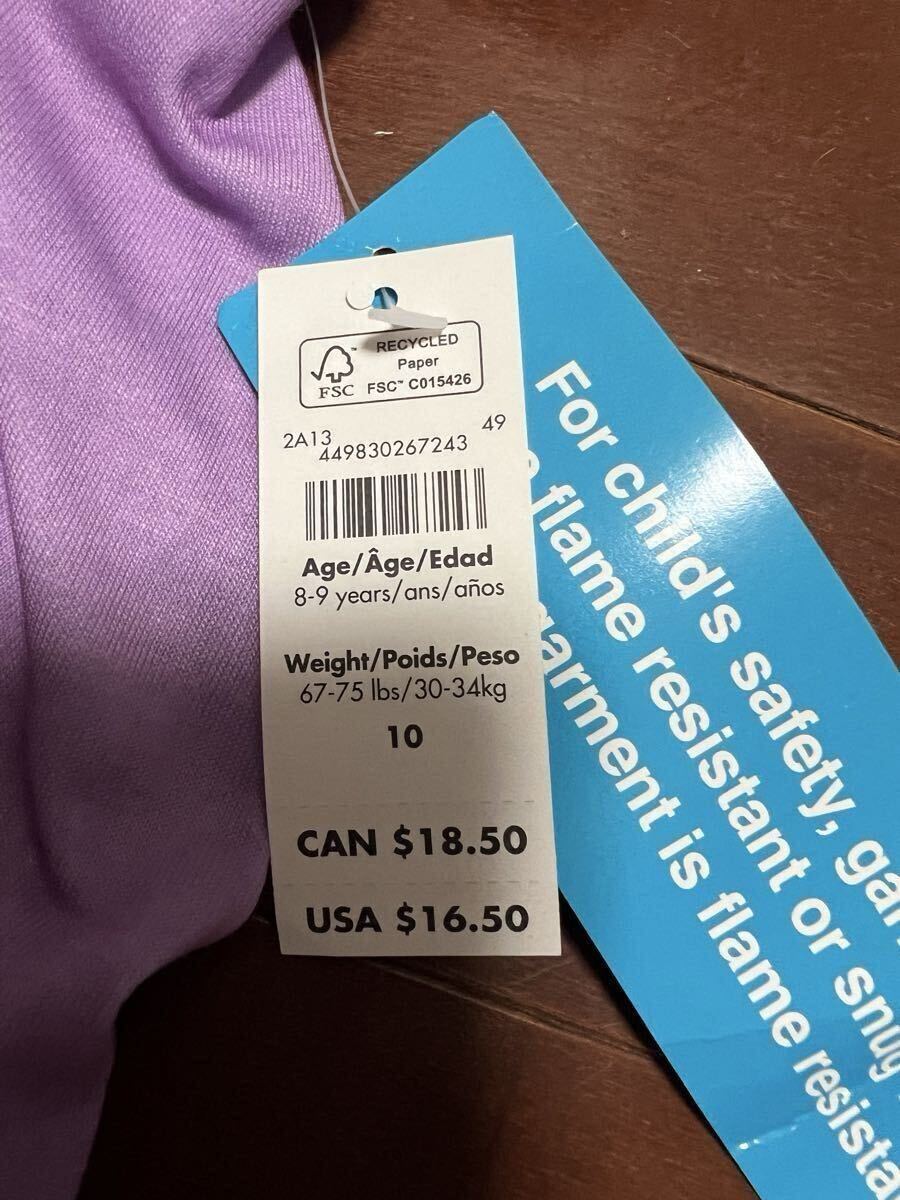 RECYCLED
Paper
FSC™ C015426
FSC
2A13
449830267243
49
Age/Âge/Edad
8-9 years/ans/años
Weight/Poids/Peso
67-75 lbs/30-34kg
10
CAN $18.50
USA $16.50
For child's safety,
flame resistant or snug
is flame